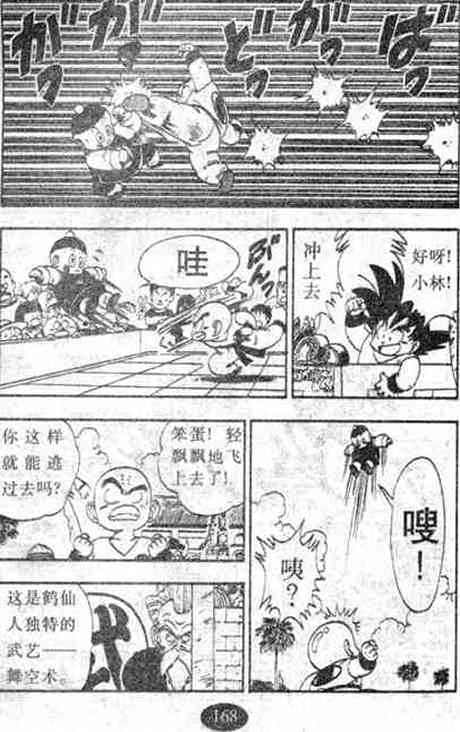 ばっ
がっ
どっ
がっ
がっ
好呀!
小林!
冲
上
去
ぶんっ
哇
嗖!
咦?
笨蛋! 轻
飘飘地飞
上去了!
你这样
就能逃
过去吗?
这是鹤仙
人独特的
武艺——
舞空术。
武
168